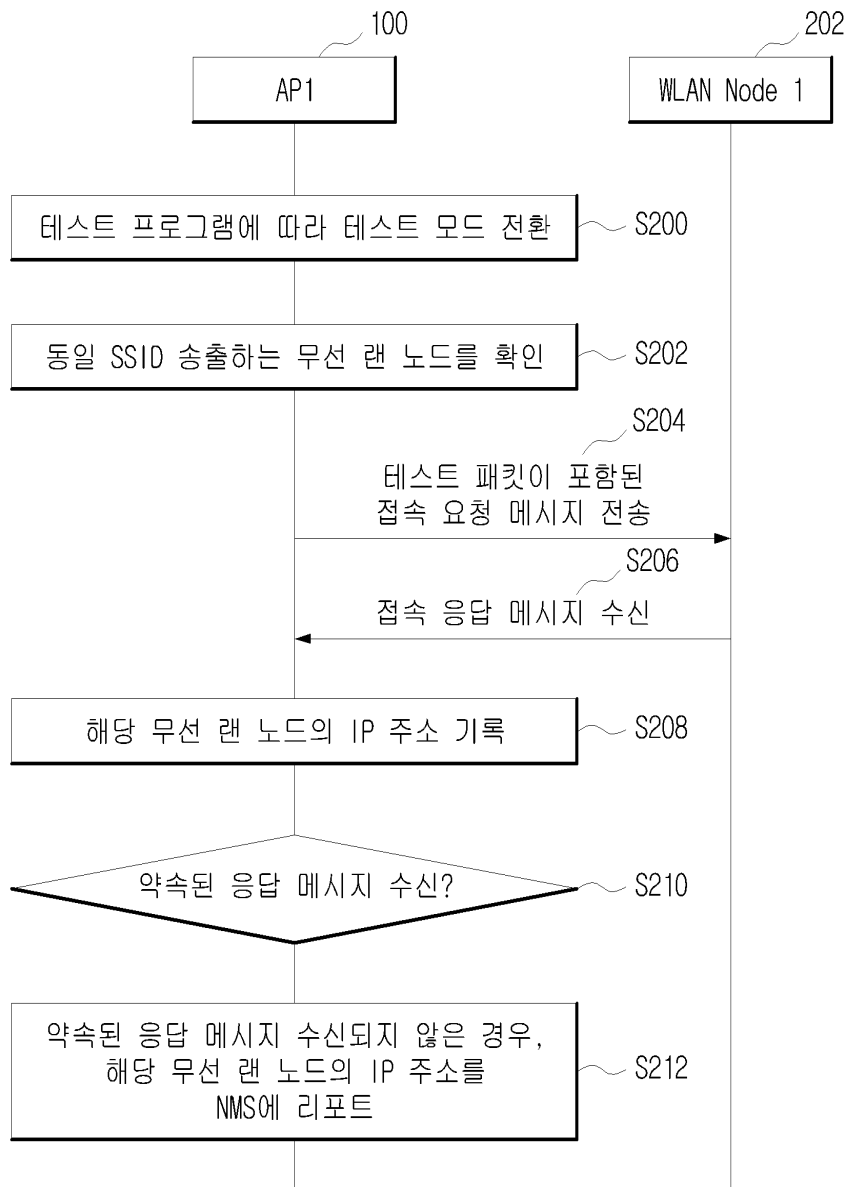 100
202
AP1
WLAN Node 1
테스트 프로그램에 따라 테스트 모드 전환
S200
동일 SSID 송출하는 무선 랜 노드를 확인
S202
S204
테스트 패킷이 포함된
접속 요청 메시지 전송
S206
접속 응답 메시지 수신
해당 무선 랜 노드의 IP 주소 기록
S208
약속된 응답 메시지 수신?
S210
약속된 응답 메시지 수신되지 않은 경우,
해당 무선 랜 노드의 IP 주소를
NMS에 리포트
S212